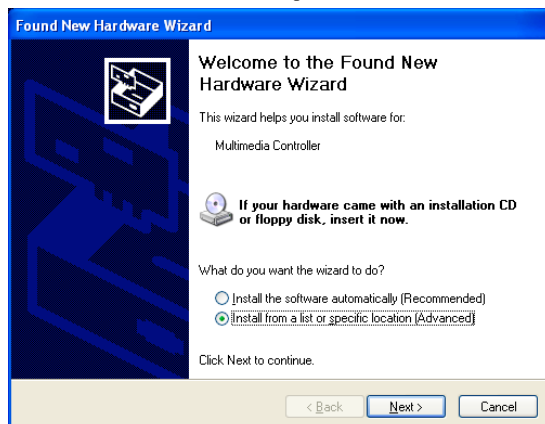 Found New Hardware Wizard
Welcome to the Found New
Hardware Wizard
This wizard helps you install software for:
Multimedia Controller
If your hardware came with an installation CD
or floppy disk, insert it now.
What do you want the wizard to do?
Install the software automatically (Recommended)
Install from a list or specific location (Advanced)
Click Next to continue.
< Back Next > Cancel